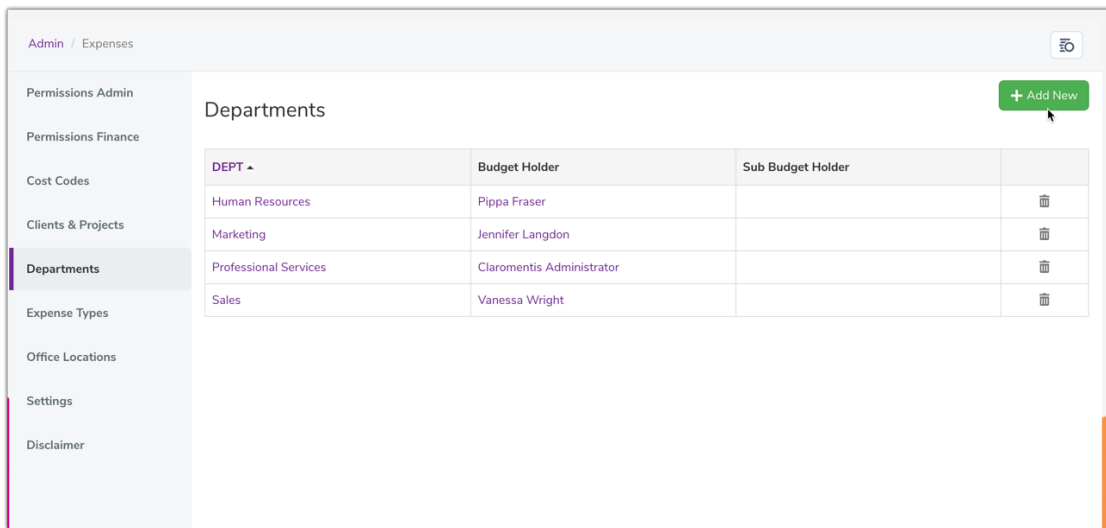 Admin / Expenses
Permissions Admin
Permissions Finance
Cost Codes
Clients & Projects
Departments
Expense Types
Office Locations
Settings
Disclaimer
Departments
+ Add New
DEPT Budget Holder Sub Budget Holder
Human Resources Pippa Fraser
Marketing Jennifer Langdon
Professional Services Claromentis Administrator
Sales Vanessa Wright